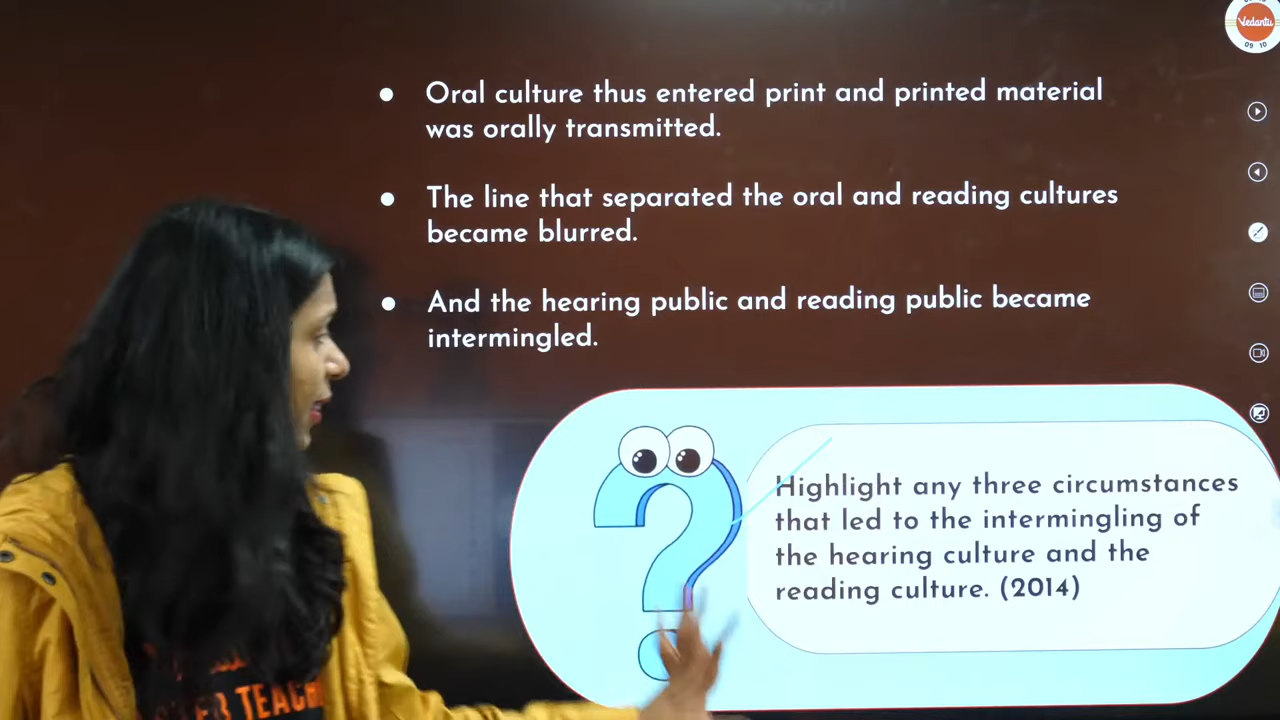 Vedantu
09 10
Oral culture thus entered print and printed material
was orally transmitted.
The line that separated the oral and reading cultures
became blurred.
And the hearing public and reading public became
intermingled.
Highlight any three circumstances
that led to the intermingling of
the hearing culture and the
reading culture. (2014)